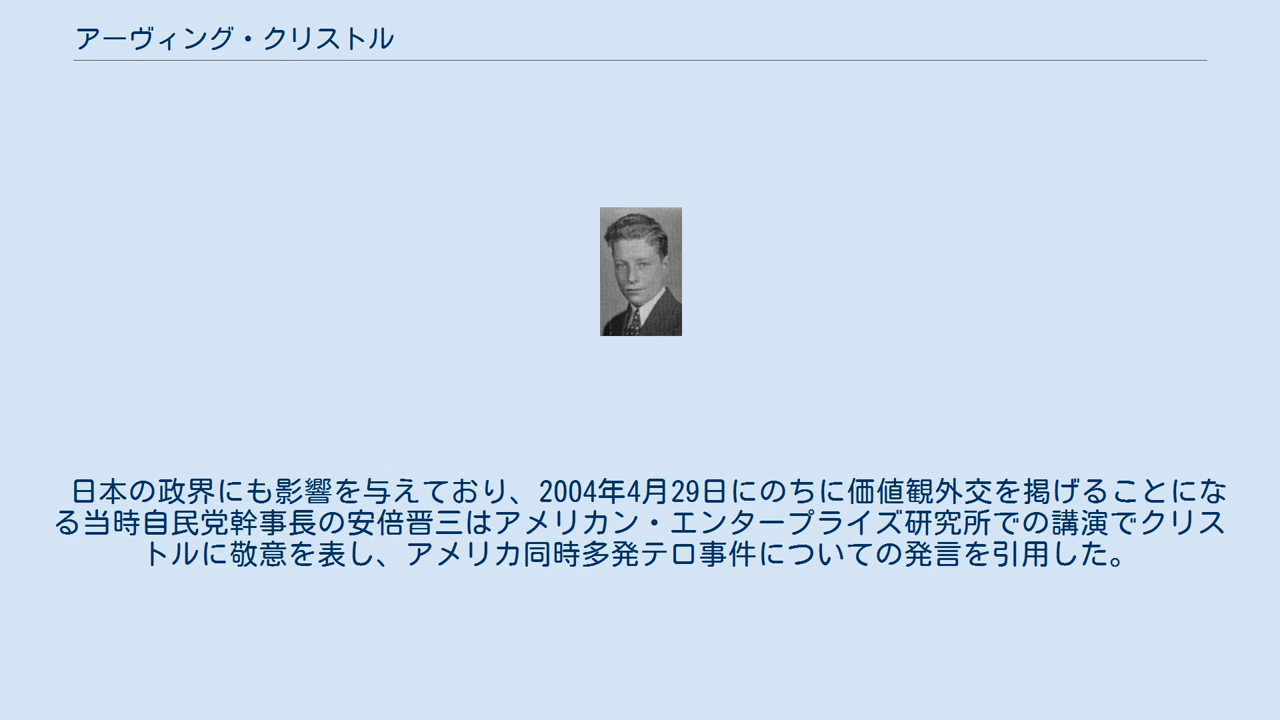 アーヴィング・クリストル
日本の政界にも影響を与えており、2004年4月29日にのちに価値観外交を掲げることにな
る当時自民党幹事長の安倍晋三はアメリカン・エンタープライズ研究所での講演でクリス
トルに敬意を表し、アメリカ同時多発テロ事件についての発言を引用した。